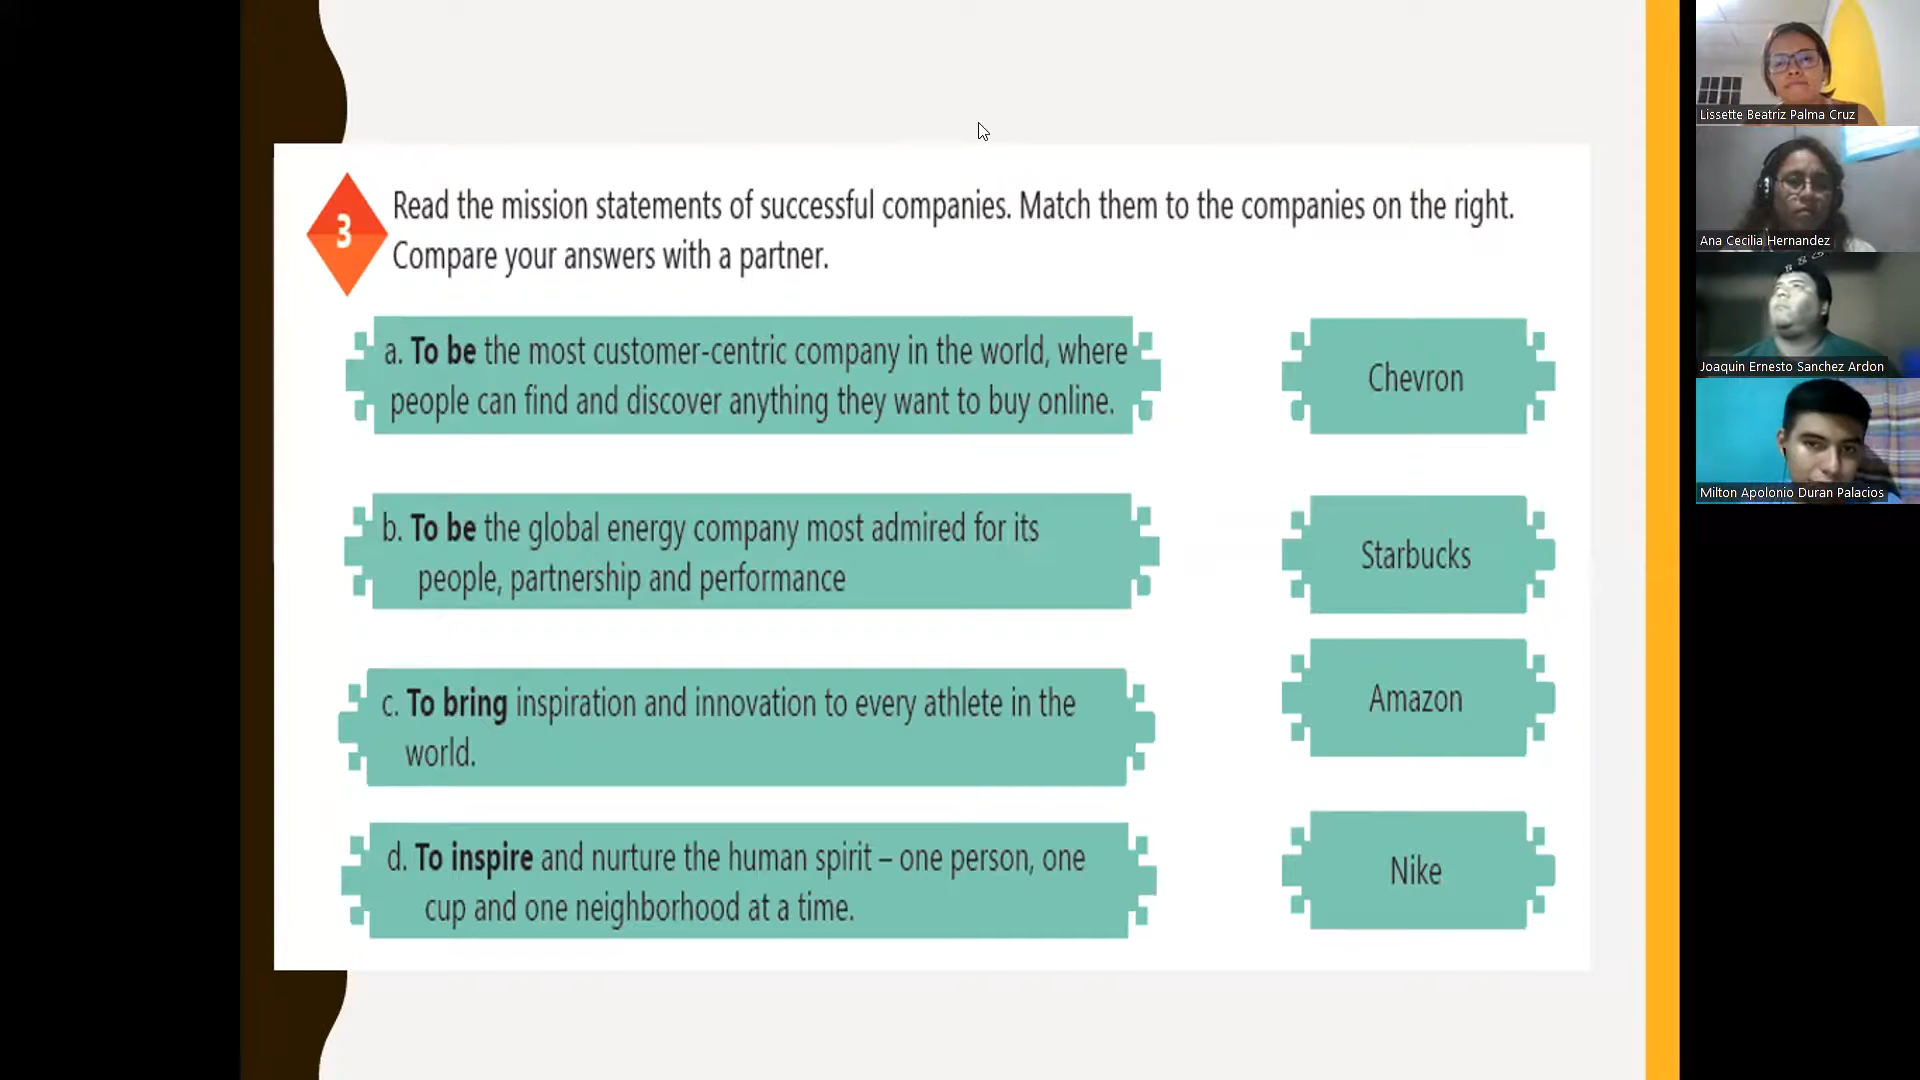 3
Read the mission statements of successful companies. Match them to the companies on the right.
Compare your answers with a partner.
a. To be the most customer-centric company in the world, where
people can find and discover anything they want to buy online.
Chevron
b. To be the global energy company most admired for its
people, partnership and performance
Starbucks
c. To bring inspiration and innovation to every athlete in the
world.
Amazon
d. To inspire and nurture the human spirit – one person, one
cup and one neighborhood at a time.
Nike
Lissette Beatriz Palma Cruz
Ana Cecilia Hernandez
Joaquin Ernesto Sanchez Ardon
Milton Apolonio Duran Palacios